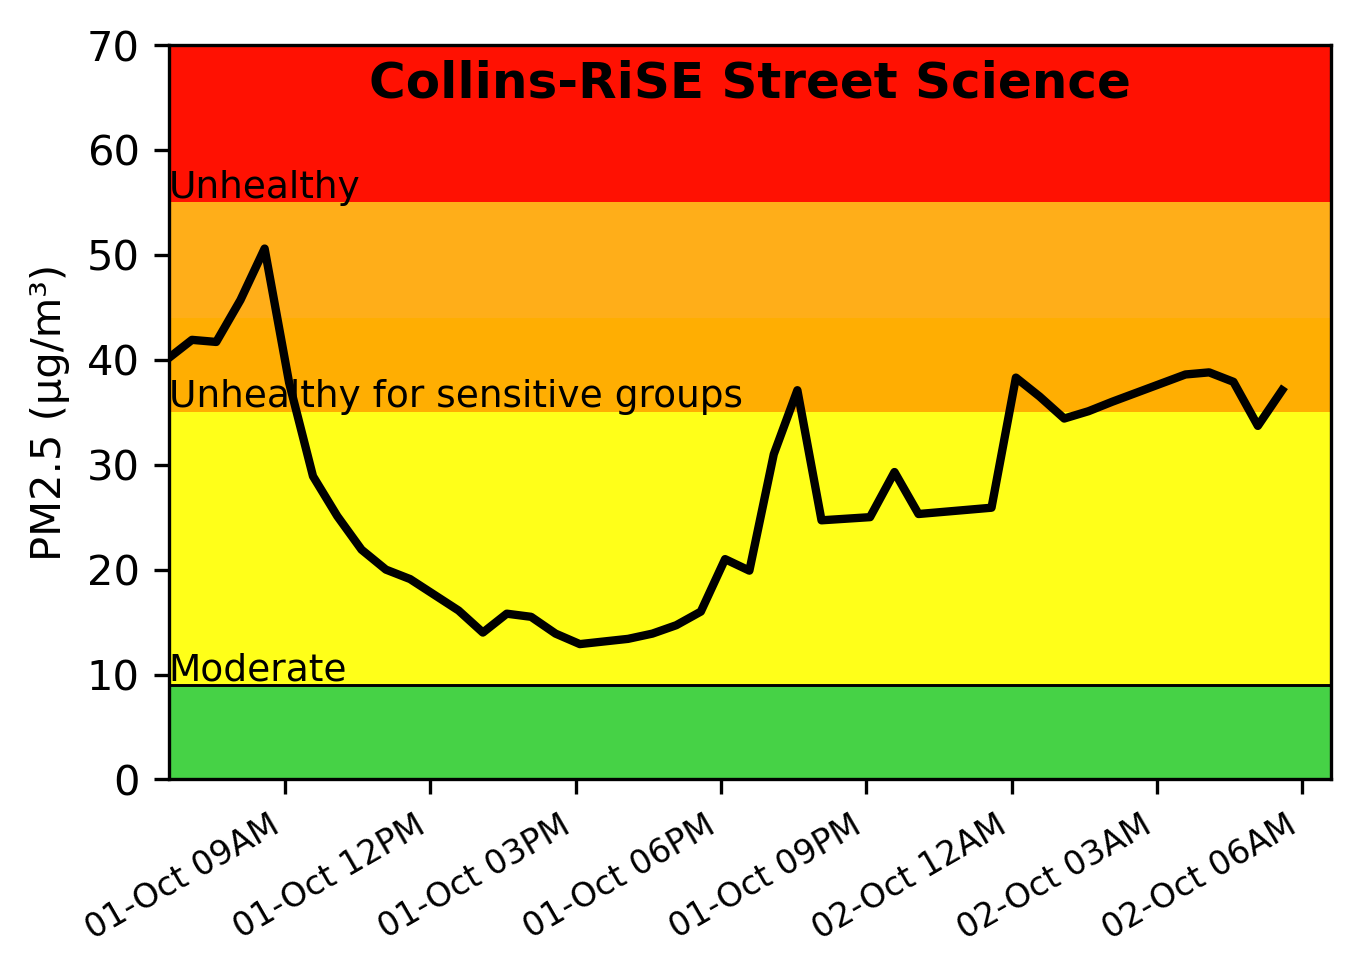 Collins-RiSE Street Science
70
60
50
40
30
20
10
0
PM2.5 (µg/m³)
Unhealthy
Unhealthy for sensitive groups
Moderate
01-Oct 09AM
01-Oct 12PM
01-Oct 03PM
01-Oct 06PM
01-Oct 09PM
02-Oct 12AM
02-Oct 03AM
02-Oct 06AM